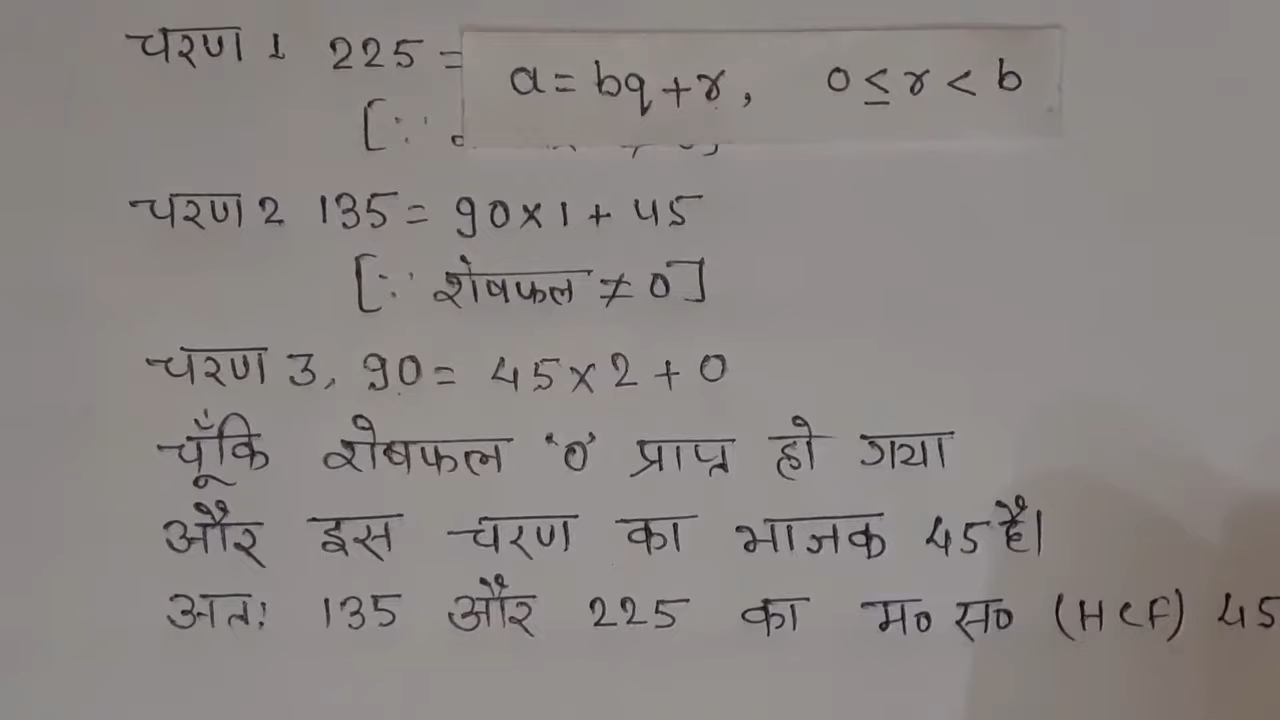 चरण 1 225 =
a = bq + r, 0 ≤ r < b
[∵
चरण 2 135 = 90 × 1 + 45
[∵ शेषफल ≠ 0]
चरण 3, 90 = 45 × 2 + 0
चूँकि शेषफल '0' प्राप्त हो गया
और इस चरण का भाजक 45 है।
अतः 135 और 225 का म० स० (HCF) 45